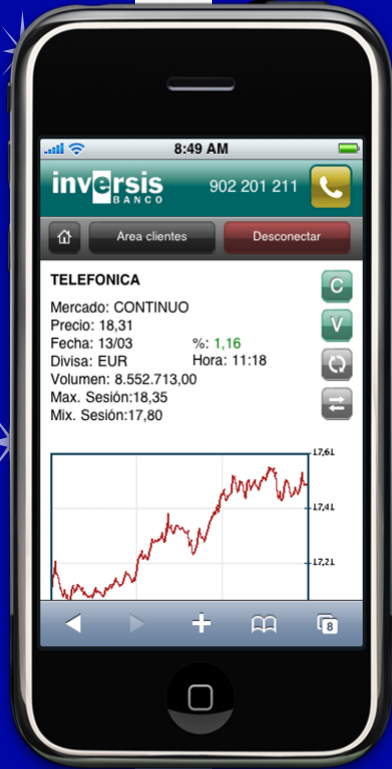 8:49 AM
inversis
BANCO
902 201 211
Area clientes
Desconectar
TELEFONICA
C
Mercado: CONTINUO
Precio: 18,31
V
Fecha: 13/03 %: 1,16
Divisa: EUR Hora: 11:18
Volumen: 8.552.713,00
Max. Sesión:18,35
Mix. Sesión:17,80
17,61
17,41
17,21
8